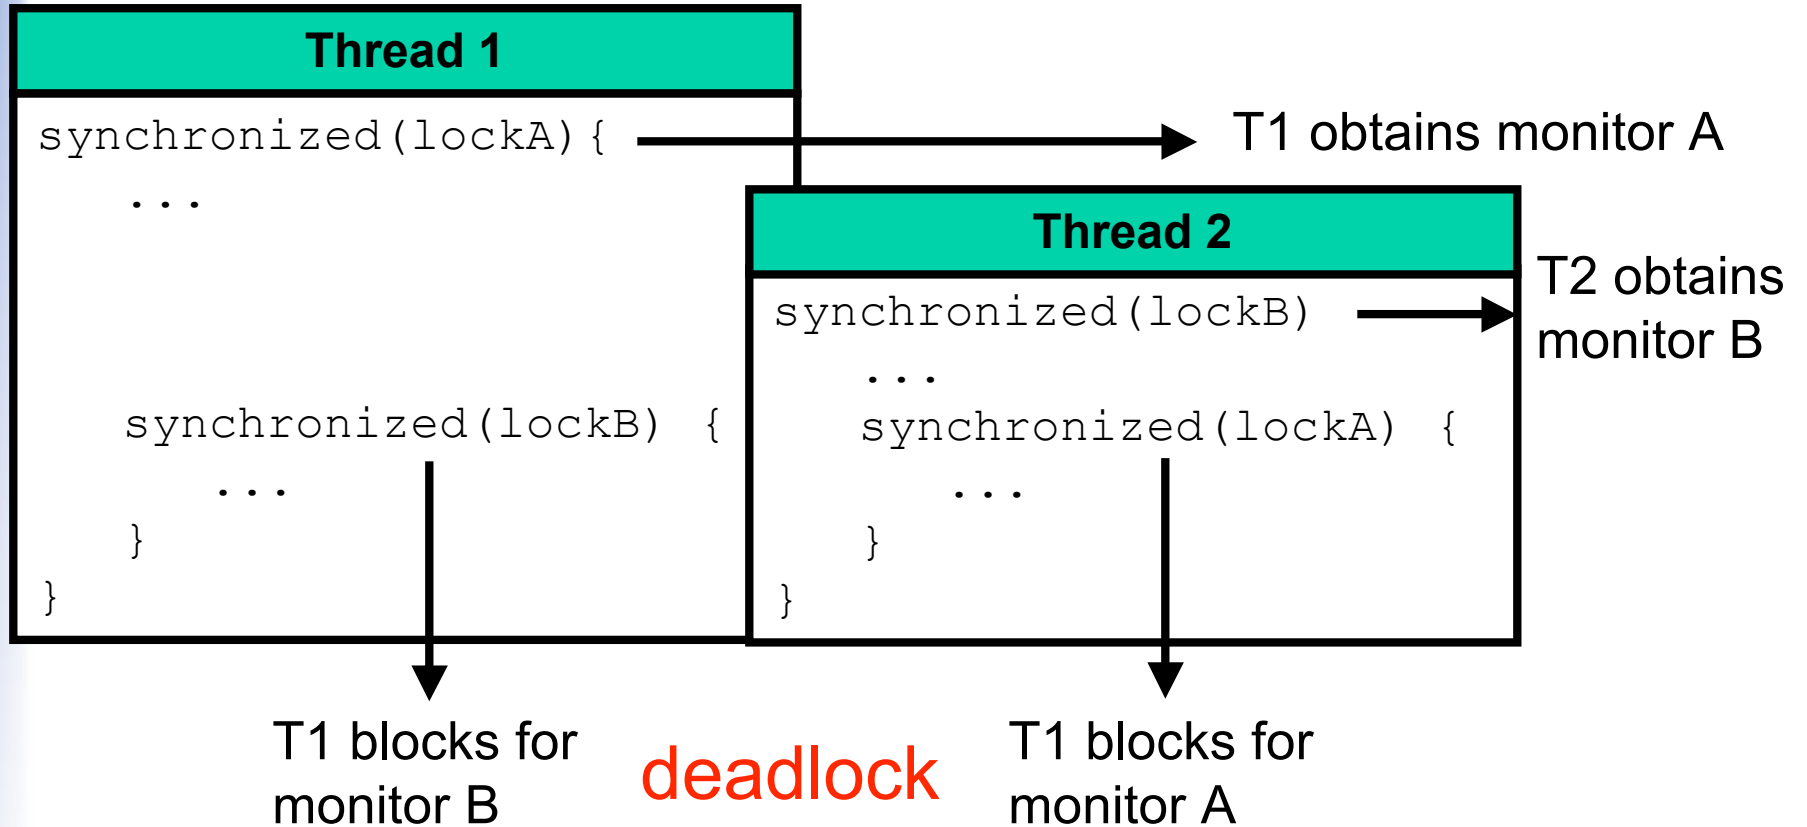 Thread 1
synchronized(lockA){
...
synchronized(lockB) {
...
}
}
T1 obtains monitor A
Thread 2
synchronized(lockB)
...
synchronized(lockA) {
...
}
}
T2 obtains
monitor B
T1 blocks for
monitor B
deadlock
T1 blocks for
monitor A